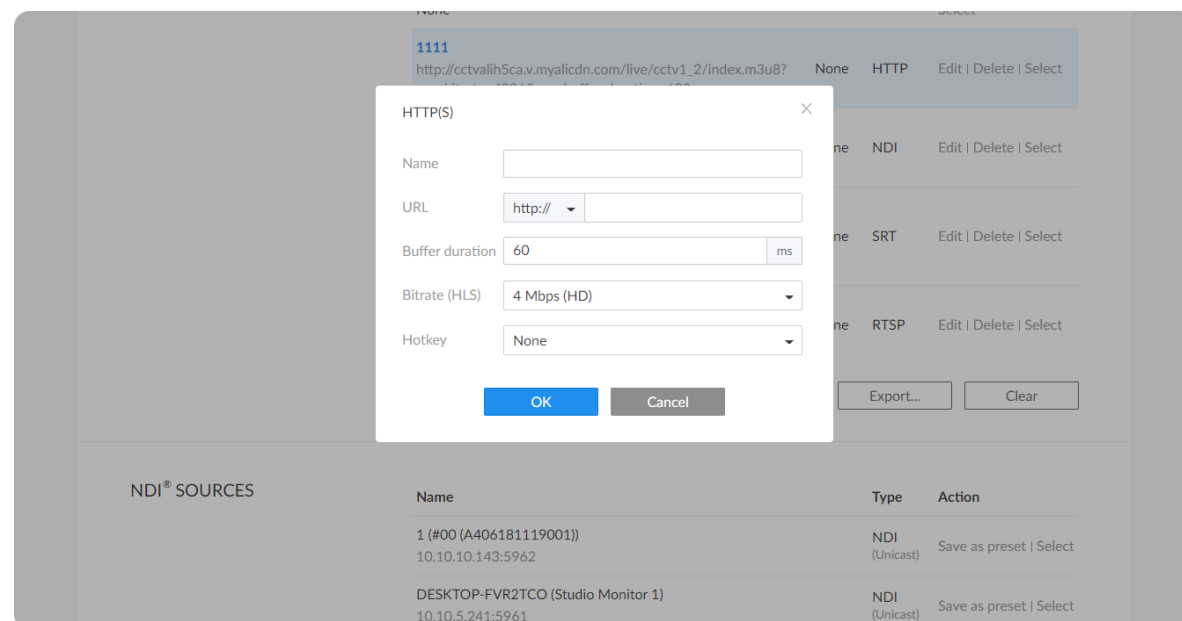 None Select
1111
http://cctvalih5ca.v.myalicdn.com/live/cctv1_2/index.m3u8? None HTTP Edit | Delete | Select
HTTP(S)
Name
ne NDI Edit | Delete | Select
URL http://
ne SRT Edit | Delete | Select
Buffer duration 60 ms
Bitrate (HLS) 4 Mbps (HD)
ne RTSP Edit | Delete | Select
Hotkey None
OK Cancel
Export... Clear
NDI® SOURCES
Name Type Action
1 (#00 (A406181119001)) NDI
10.10.10.143:5962 (Unicast) Save as preset | Select
DESKTOP-FVR2TCO (Studio Monitor 1) NDI
10.10.5.241:5961 (Unicast) Save as preset | Select